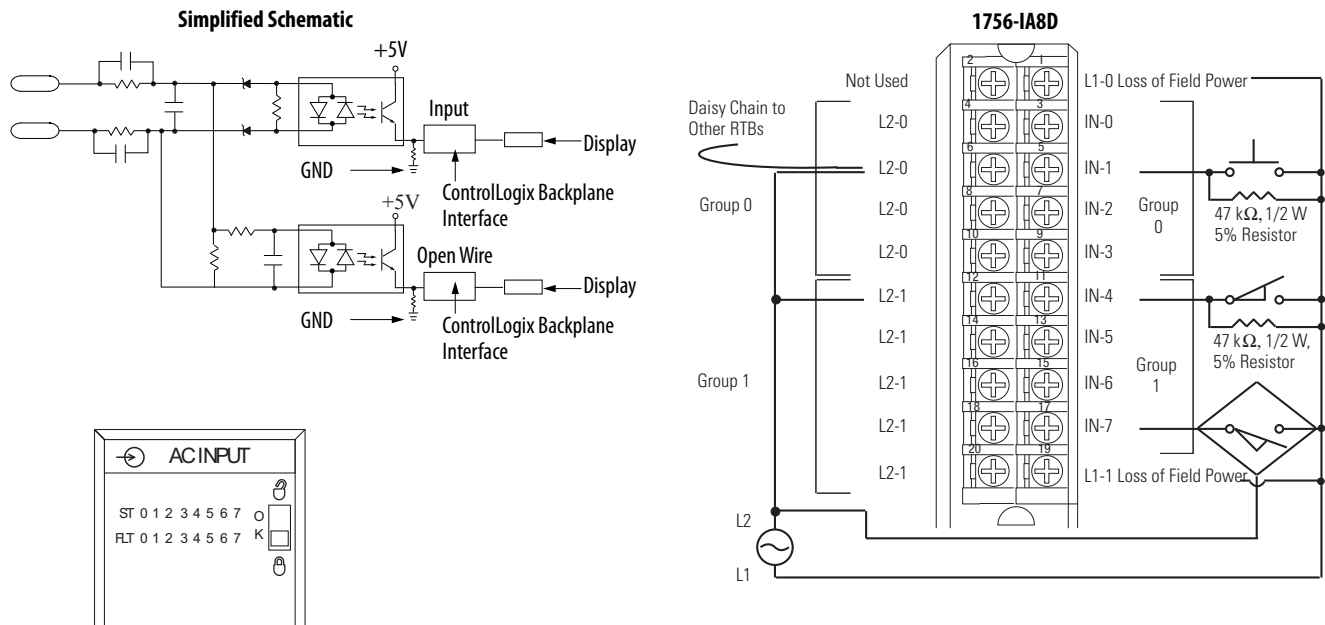 Simplified Schematic
+5V
Input
Display
GND
ControlLogix Backplane
Interface
+5V
Open Wire
Display
GND
ControlLogix Backplane
Interface
AC INPUT
ST 0 1 2 3 4 5 6 7
FLT 0 1 2 3 4 5 6 7
O
K
1756-IA8D
Not Used
2
1
L1-0 Loss of Field Power
Daisy Chain to
Other RTBs
L2-0
4
3
IN-0
L2-0
6
5
IN-1
L2-0
8
7
IN-2
L2-0
10
9
IN-3
Group 0
Group
0
47 kΩ, 1/2 W
5% Resistor
L2-1
12
11
IN-4
L2-1
14
13
IN-5
L2-1
16
15
IN-6
L2-1
18
17
IN-7
L2-1
20
19
L1-1 Loss of Field Power
Group 1
Group
1
47 kΩ, 1/2 W,
5% Resistor
L2
L1